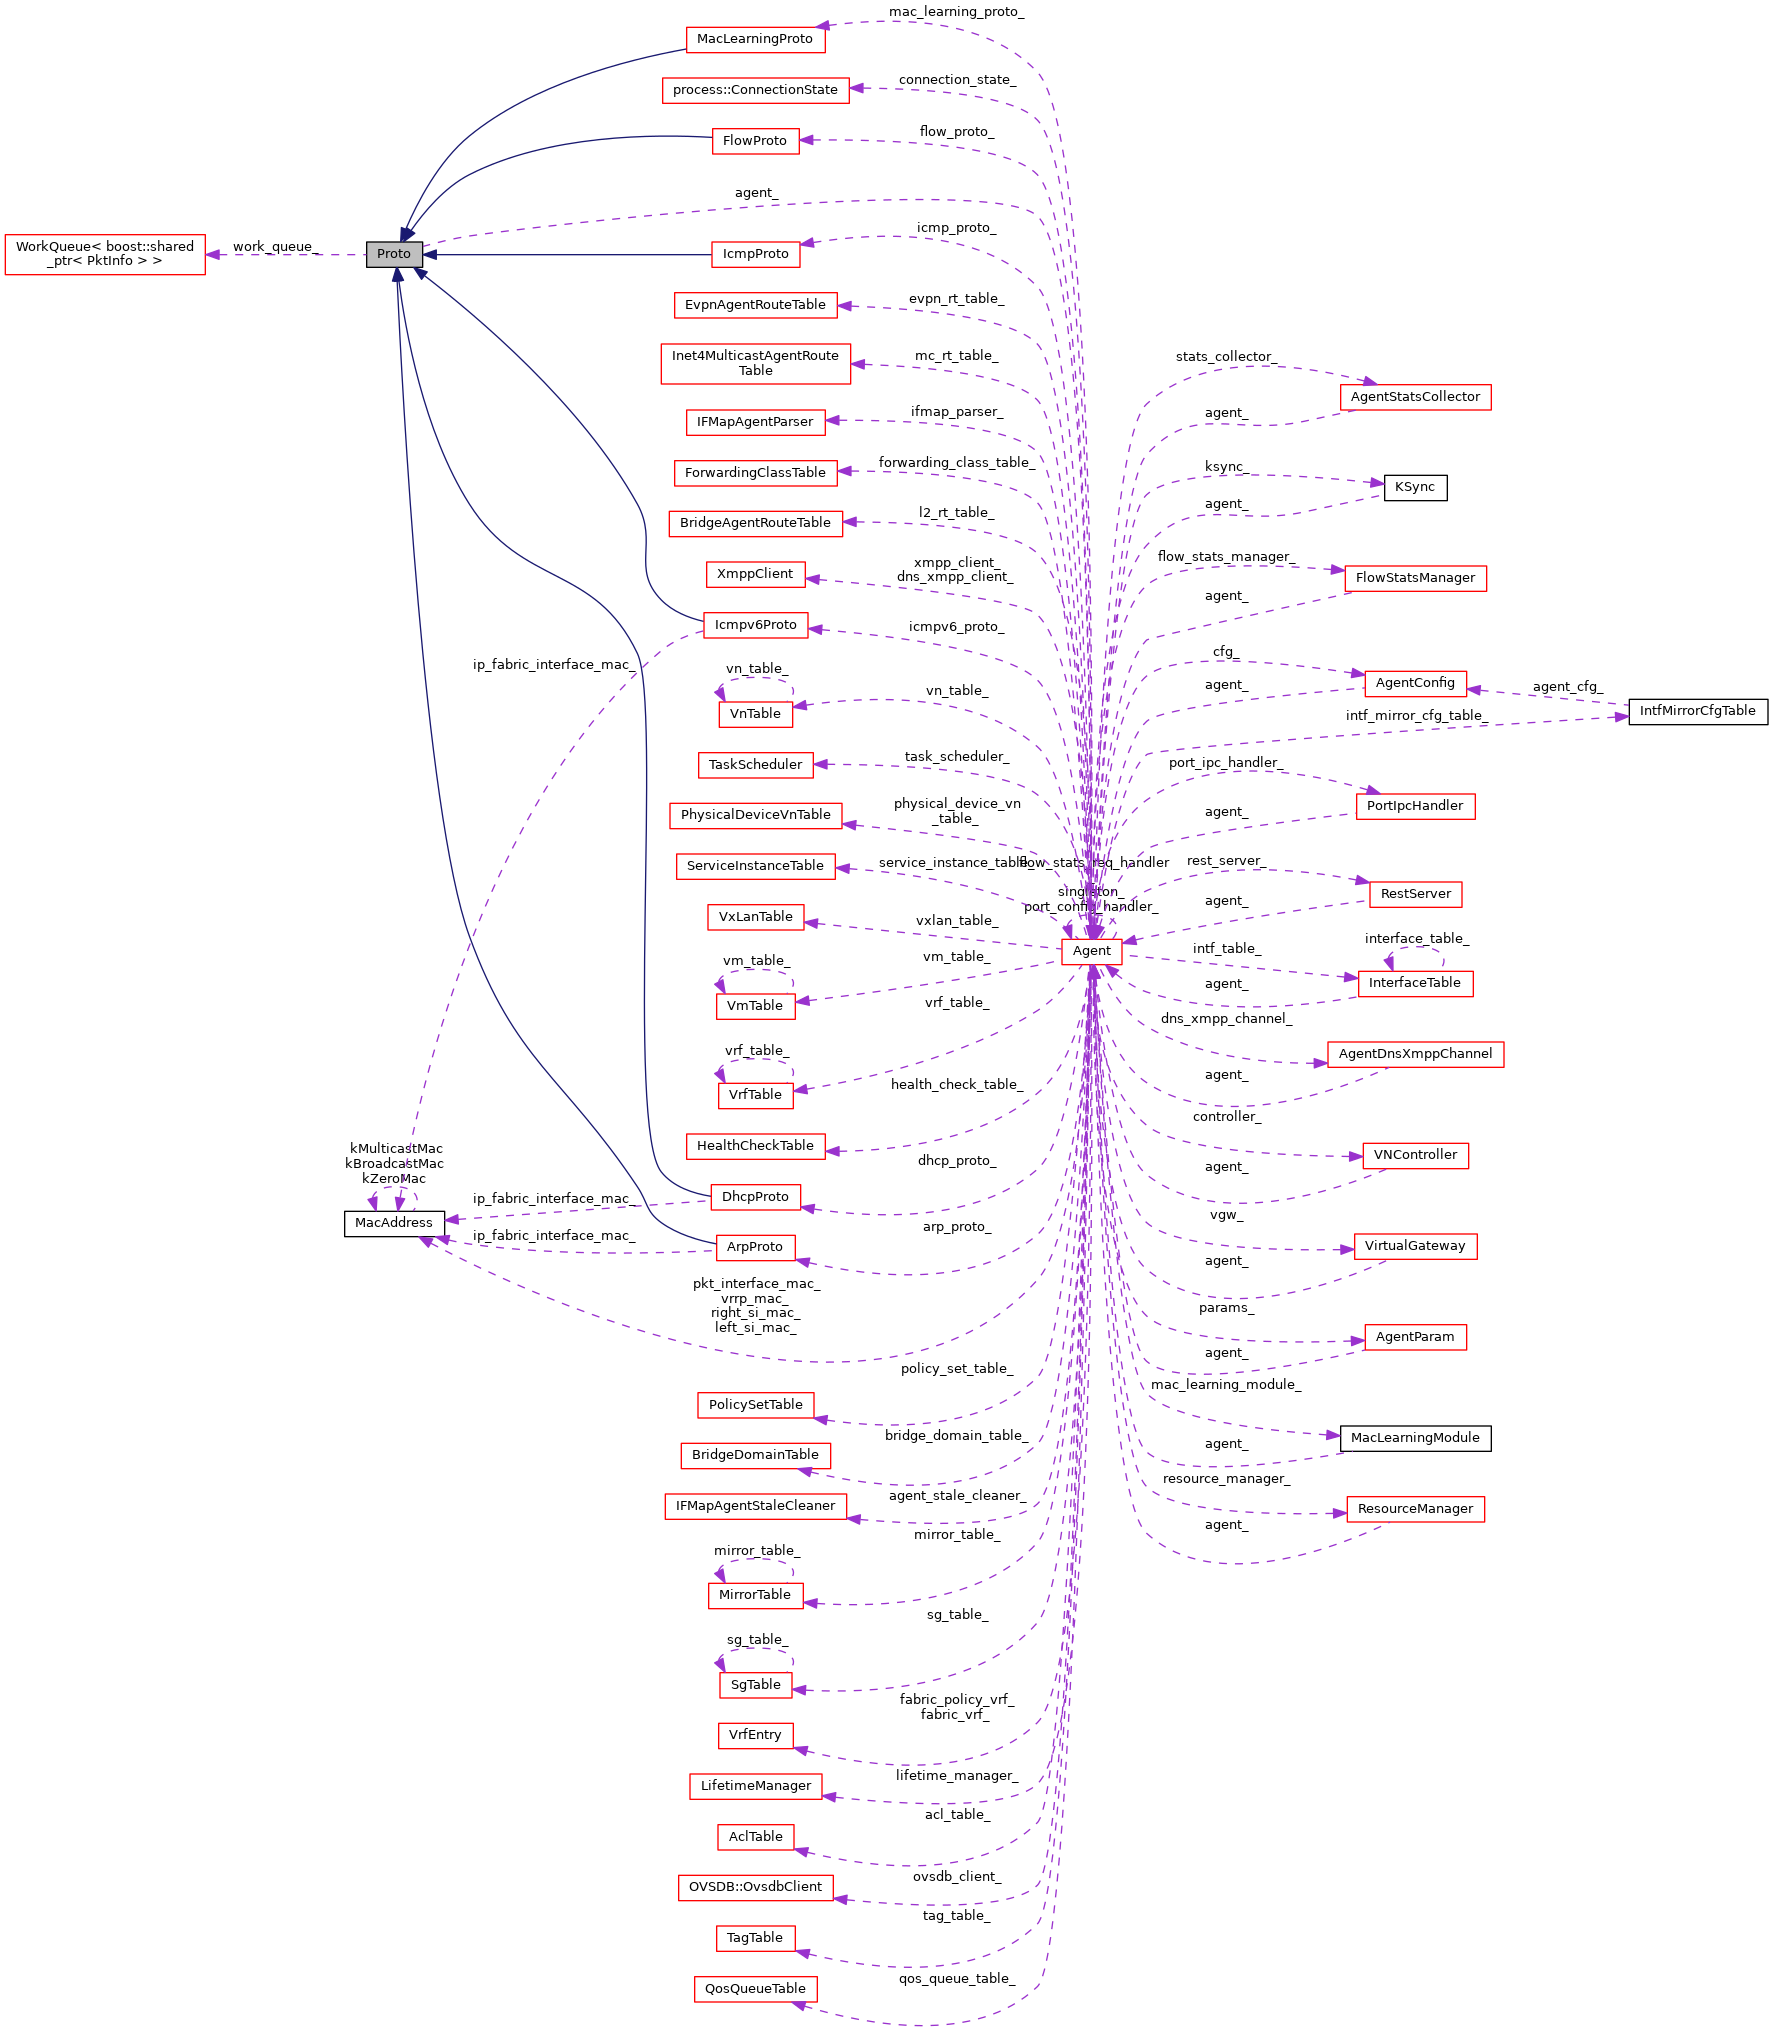 mac_learning_proto_
MacLearningProto
connection_state_
process::ConnectionState
flow_proto_
FlowProto
agent_
icmp_proto_
WorkQueue< boost::shared
_ptr< PktInfo > >
work_queue_
Proto
IcmpProto
evpn_rt_table_
EvpnAgentRouteTable
mc_rt_table_
Inet4MulticastAgentRoute
Table
stats_collector_
AgentStatsCollector
agent_
ifmap_parser_
IFMapAgentParser
forwarding_class_table_
ForwardingClassTable
ksync_
KSync
agent_
l2_rt_table_
BridgeAgentRouteTable
xmpp_client_
dns_xmpp_client_
XmppClient
flow_stats_manager_
FlowStatsManager
agent_
icmpv6_proto_
Icmpv6Proto
ip_fabric_interface_mac_
vn_table_
vn_table_
VnTable
cfg_
AgentConfig
agent_
agent_cfg_
IntfMirrorCfgTable
intf_mirror_cfg_table_
task_scheduler_
TaskScheduler
port_ipc_handler_
PortIpcHandler
agent_
physical_device_vn
_table_
PhysicalDeviceVnTable
service_instance_table_
ServiceInstanceTable
flow_stats_req_handler
_
singleton_
port_config_handler_
rest_server_
RestServer
agent_
vxlan_table_
VxLanTable
Agent
intf_table_
interface_table_
InterfaceTable
agent_
vm_table_
vm_table_
VmTable
vrf_table_
vrf_table_
VrfTable
dns_xmpp_channel_
AgentDnsXmppChannel
agent_
health_check_table_
HealthCheckTable
controller_
VNController
agent_
kMulticastMac
kBroadcastMac
kZeroMac
MacAddress
dhcp_proto_
DhcpProto
ip_fabric_interface_mac_
arp_proto_
ArpProto
ip_fabric_interface_mac_
vgw_
VirtualGateway
agent_
pkt_interface_mac_
vrrp_mac_
right_si_mac_
left_si_mac_
params_
AgentParam
agent_
policy_set_table_
PolicySetTable
mac_learning_module_
MacLearningModule
agent_
bridge_domain_table_
BridgeDomainTable
agent_stale_cleaner_
IFMapAgentStaleCleaner
resource_manager_
ResourceManager
agent_
mirror_table_
mirror_table_
MirrorTable
sg_table_
sg_table_
SgTable
fabric_policy_vrf_
fabric_vrf_
VrfEntry
lifetime_manager_
LifetimeManager
acl_table_
AclTable
ovsdb_client_
OVSDB::OvsdbClient
tag_table_
TagTable
qos_queue_table_
QosQueueTable